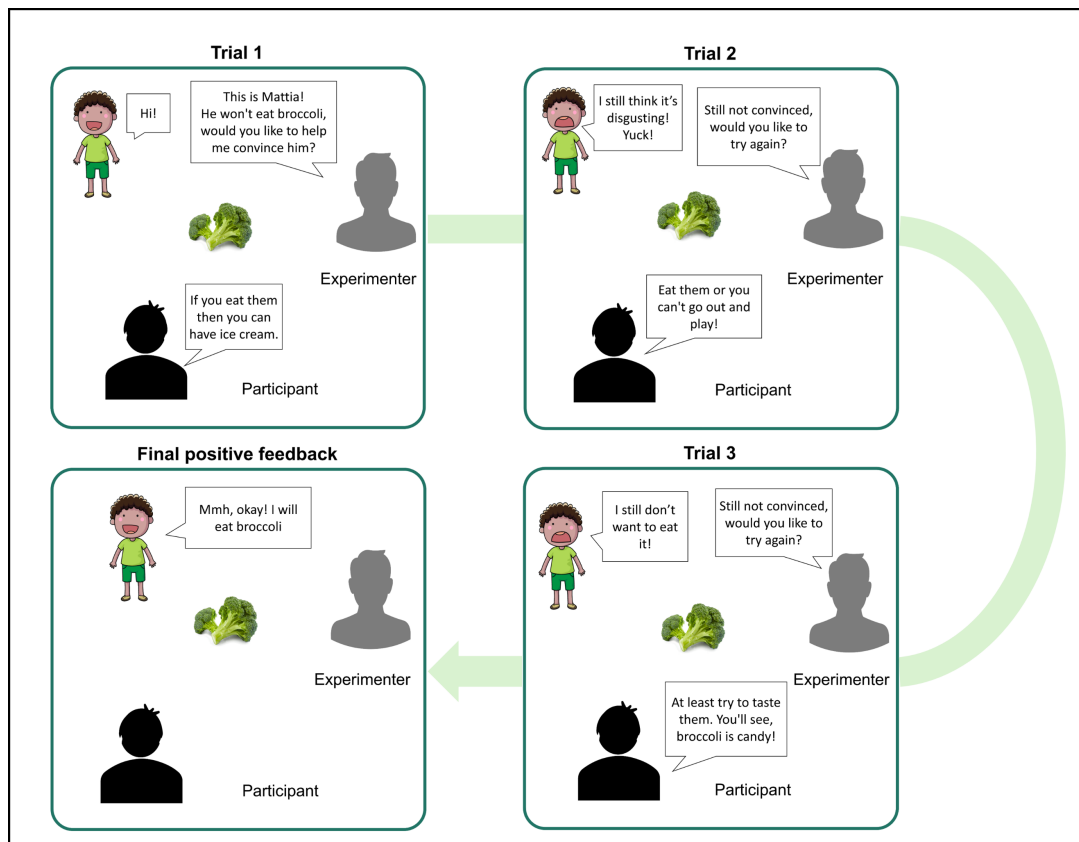 Trial 1
Hi!
This is Mattia!
He won't eat broccoli,
would you like to help
me convince him?
Experimenter
If you eat them
then you can
have ice cream.
Participant
Trial 2
I still think it's
disgusting!
Yuck!
Still not convinced,
would you like to
try again?
Experimenter
Eat them or you
can't go out and
play!
Participant
Trial 3
I still don't
want to eat
it!
Still not convinced,
would you like to
try again?
Experimenter
At least try to taste
them. You'll see,
broccoli is candy!
Participant
Final positive feedback
Mmh, okay! I will
eat broccoli
Experimenter
Participant